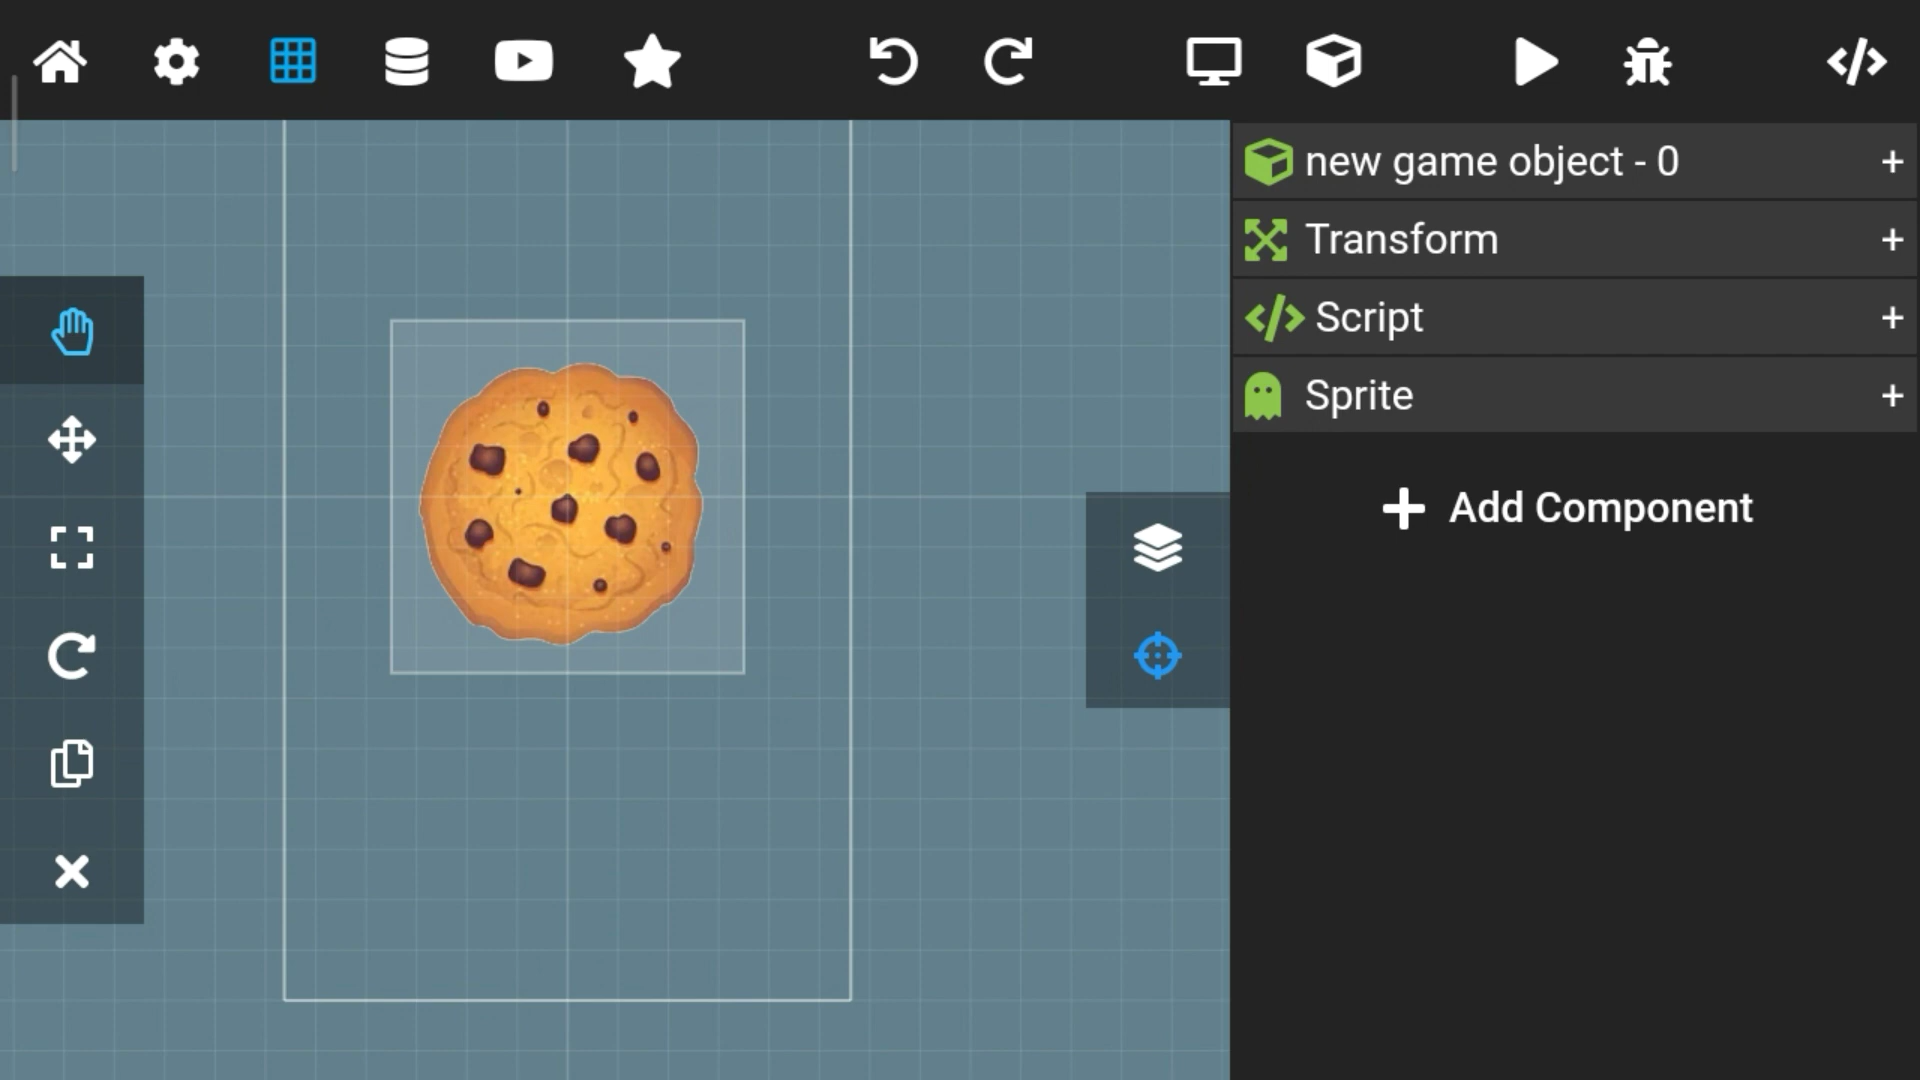 new game object - 0
Transform
Script
Sprite
Add Component